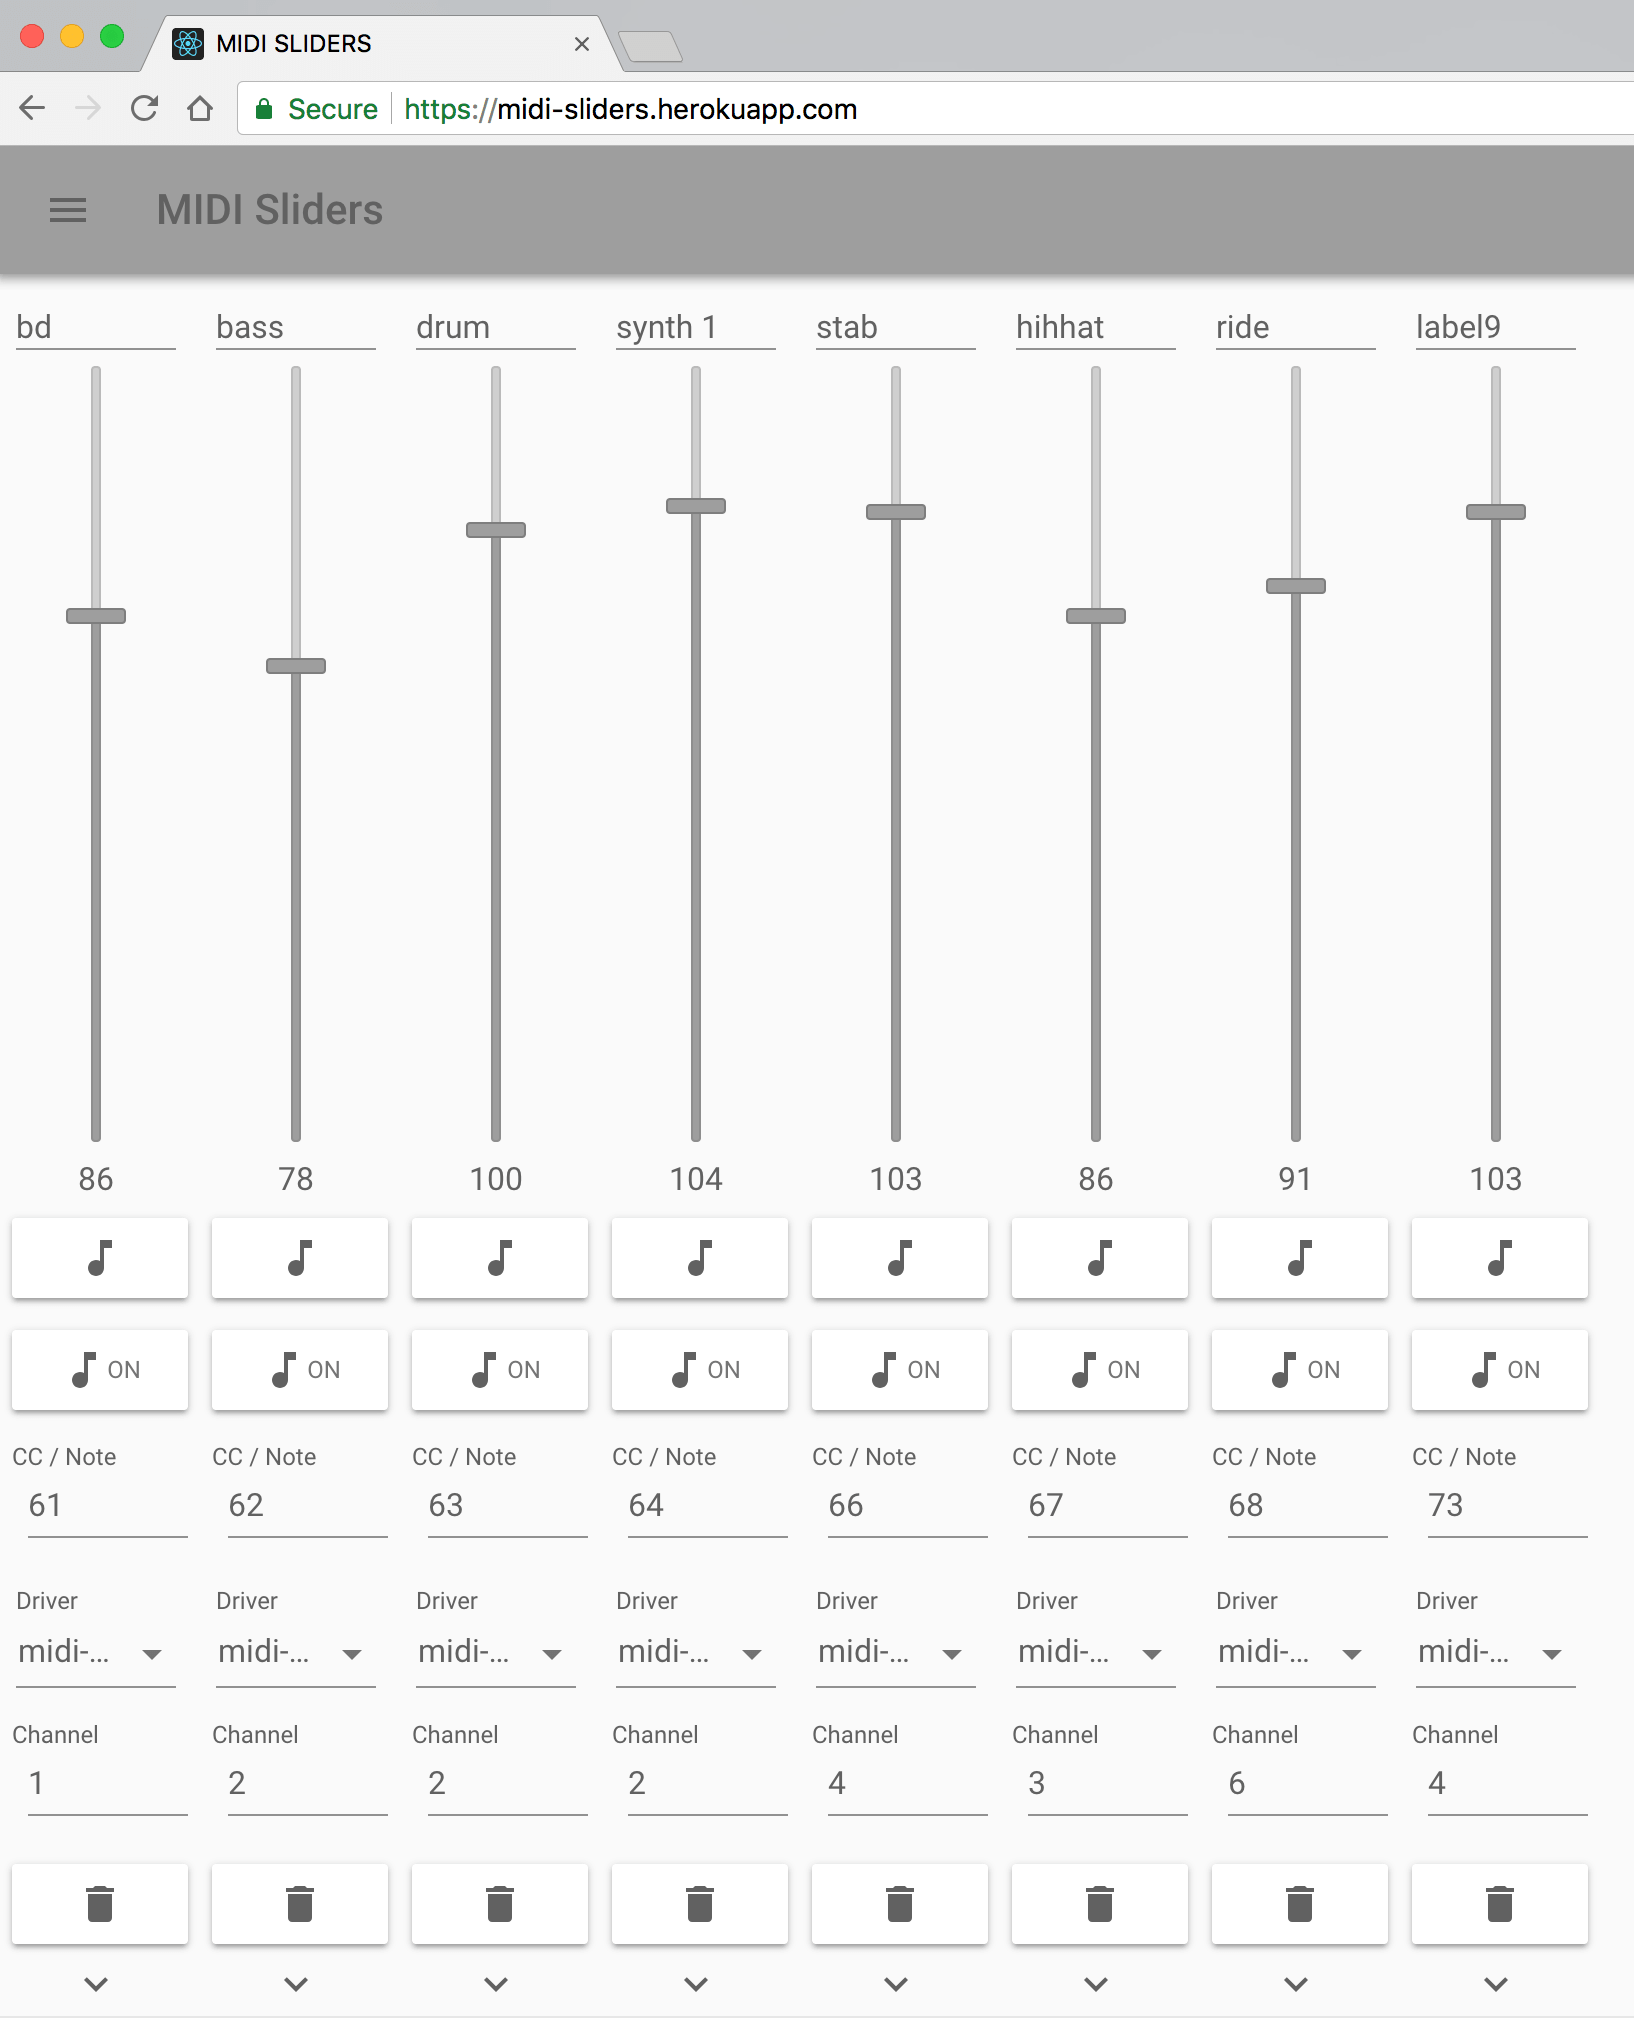 MIDI SLIDERS
Secure https://midi-sliders.herokuapp.com
MIDI Sliders
bd bass drum synth 1 stab hihhat ride label9
86 78 100 104 103 86 91 103
ON ON ON ON ON ON ON ON
CC / Note CC / Note CC / Note CC / Note CC / Note CC / Note CC / Note CC / Note
61 62 63 64 66 67 68 73
Driver Driver Driver Driver Driver Driver Driver Driver
midi-... midi-... midi-... midi-... midi-... midi-... midi-... midi-...
Channel Channel Channel Channel Channel Channel Channel Channel
1 2 2 2 4 3 6 4